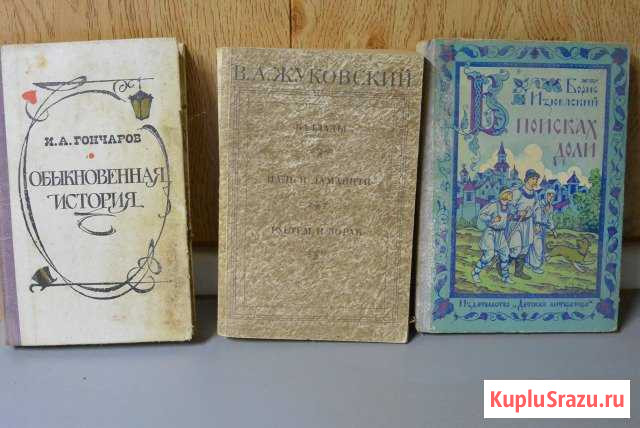 И.А.ГОНЧАРОВ
ОБЫКНОВЕННАЯ
ИСТОРИЯ
В.А.ЖУКОВСКИЙ
БАЛЛАДЫ
НАЛЬ И ДАМАЯНТИ
РУСТЕМ И ЗОРАБ
Борис
Изюмский
В ПОИСКАХ
ДОЛИ
Издательство „Детская литература“
KupluSrazu.ru